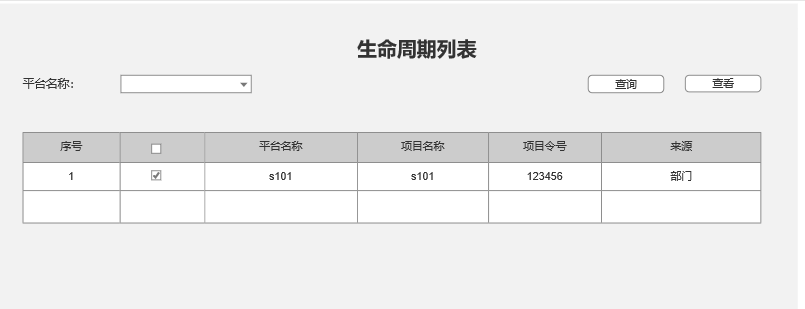 生命周期列表
平台名称: 查询 查看
序号 平台名称 项目名称 项目令号 来源
1 s101 s101 123456 部门